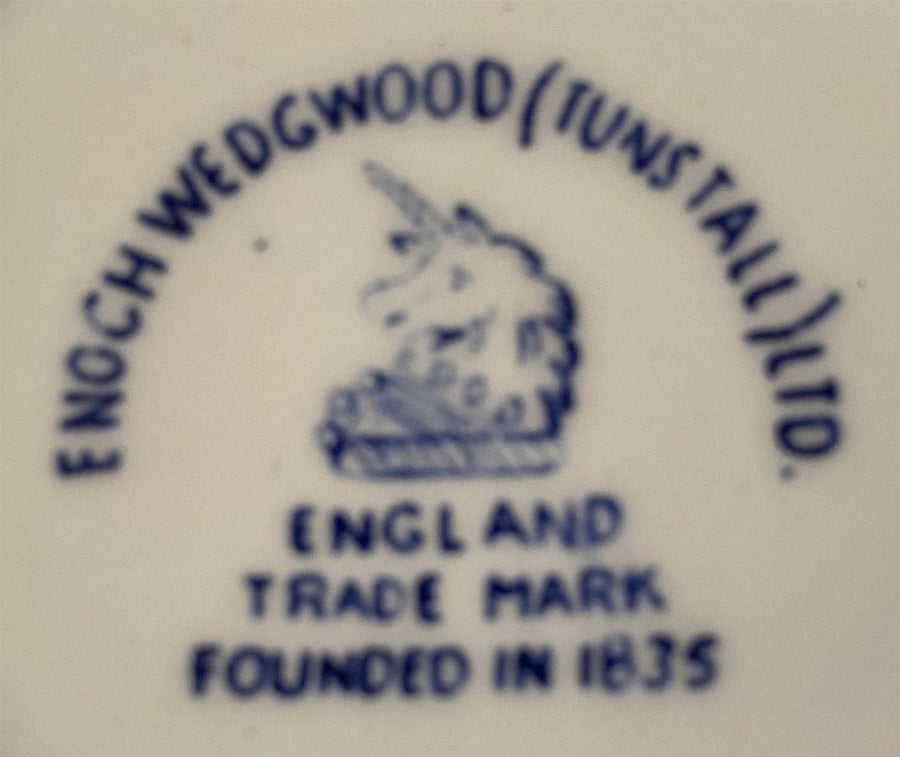 ENOCH WEDGWOOD (TUNSTALL) LTD.
ENGLAND
TRADE MARK
FOUNDED IN 1835